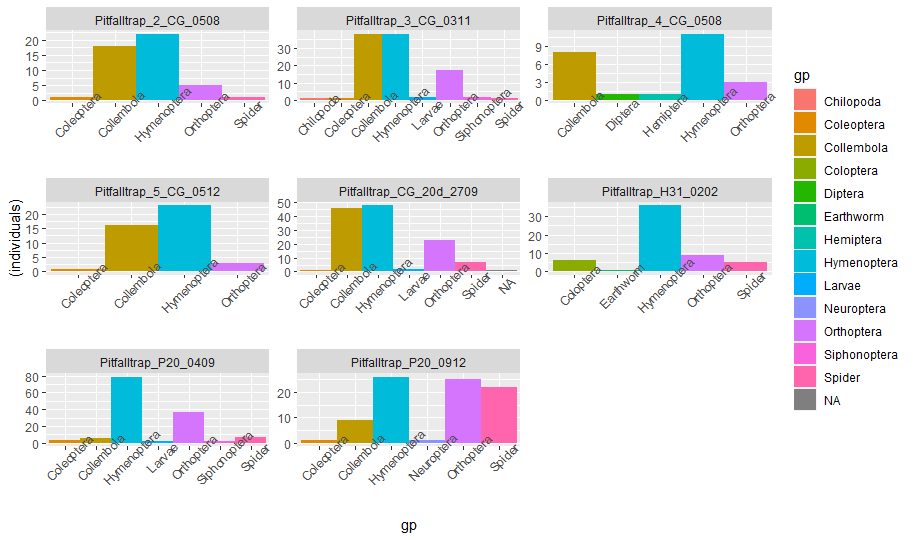 Pitfalltrap_2_CG_0508 Pitfalltrap_3_CG_0311 Pitfalltrap_4_CG_0508
20
15
10
5
0
Coleoptera Collembola Hymenoptera Orthoptera Spider
30
20
10
0
Chilopoda Coleoptera Collembola Hymenoptera Larvae Orthoptera Siphonoptera Spider
9
6
3
0
Collembola Diptera Hemiptera Hymenoptera Orthoptera
(individuals)
Pitfalltrap_5_CG_0512 Pitfalltrap_CG_20d_2709 Pitfalltrap_H31_0202
20
15
10
5
0
Coleoptera Collembola Hymenoptera Orthoptera
50
40
30
20
10
0
Coleoptera Collembola Hymenoptera Larvae Orthoptera Spider NA
30
20
10
0
Coloptera Earthworm Hymenoptera Orthoptera Spider
Pitfalltrap_P20_0409 Pitfalltrap_P20_0912
80
60
40
20
0
Coleoptera Collembola Hymenoptera Larvae Orthoptera Siphonoptera Spider
20
10
0
Coleoptera Collembola Hymenoptera Neuroptera Orthoptera Spider
gp
gp
Chilopoda
Coleoptera
Collembola
Coloptera
Diptera
Earthworm
Hemiptera
Hymenoptera
Larvae
Neuroptera
Orthoptera
Siphonoptera
Spider
NA